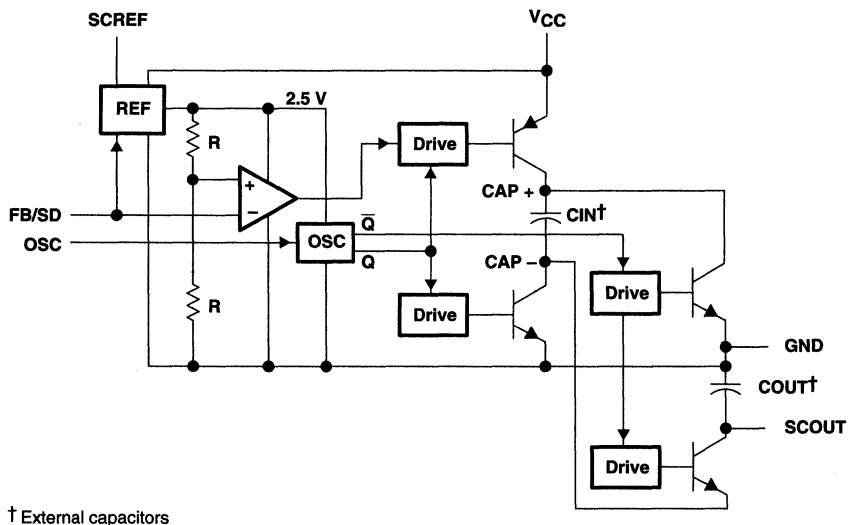 SCREF
VCC
REF
2.5 V
R
Drive
CAP +
CIN†
+
−
FB/SD
OSC
OSC
Q̅
Q
CAP −
R
Drive
Drive
GND
COUT†
SCOUT
Drive
† External capacitors